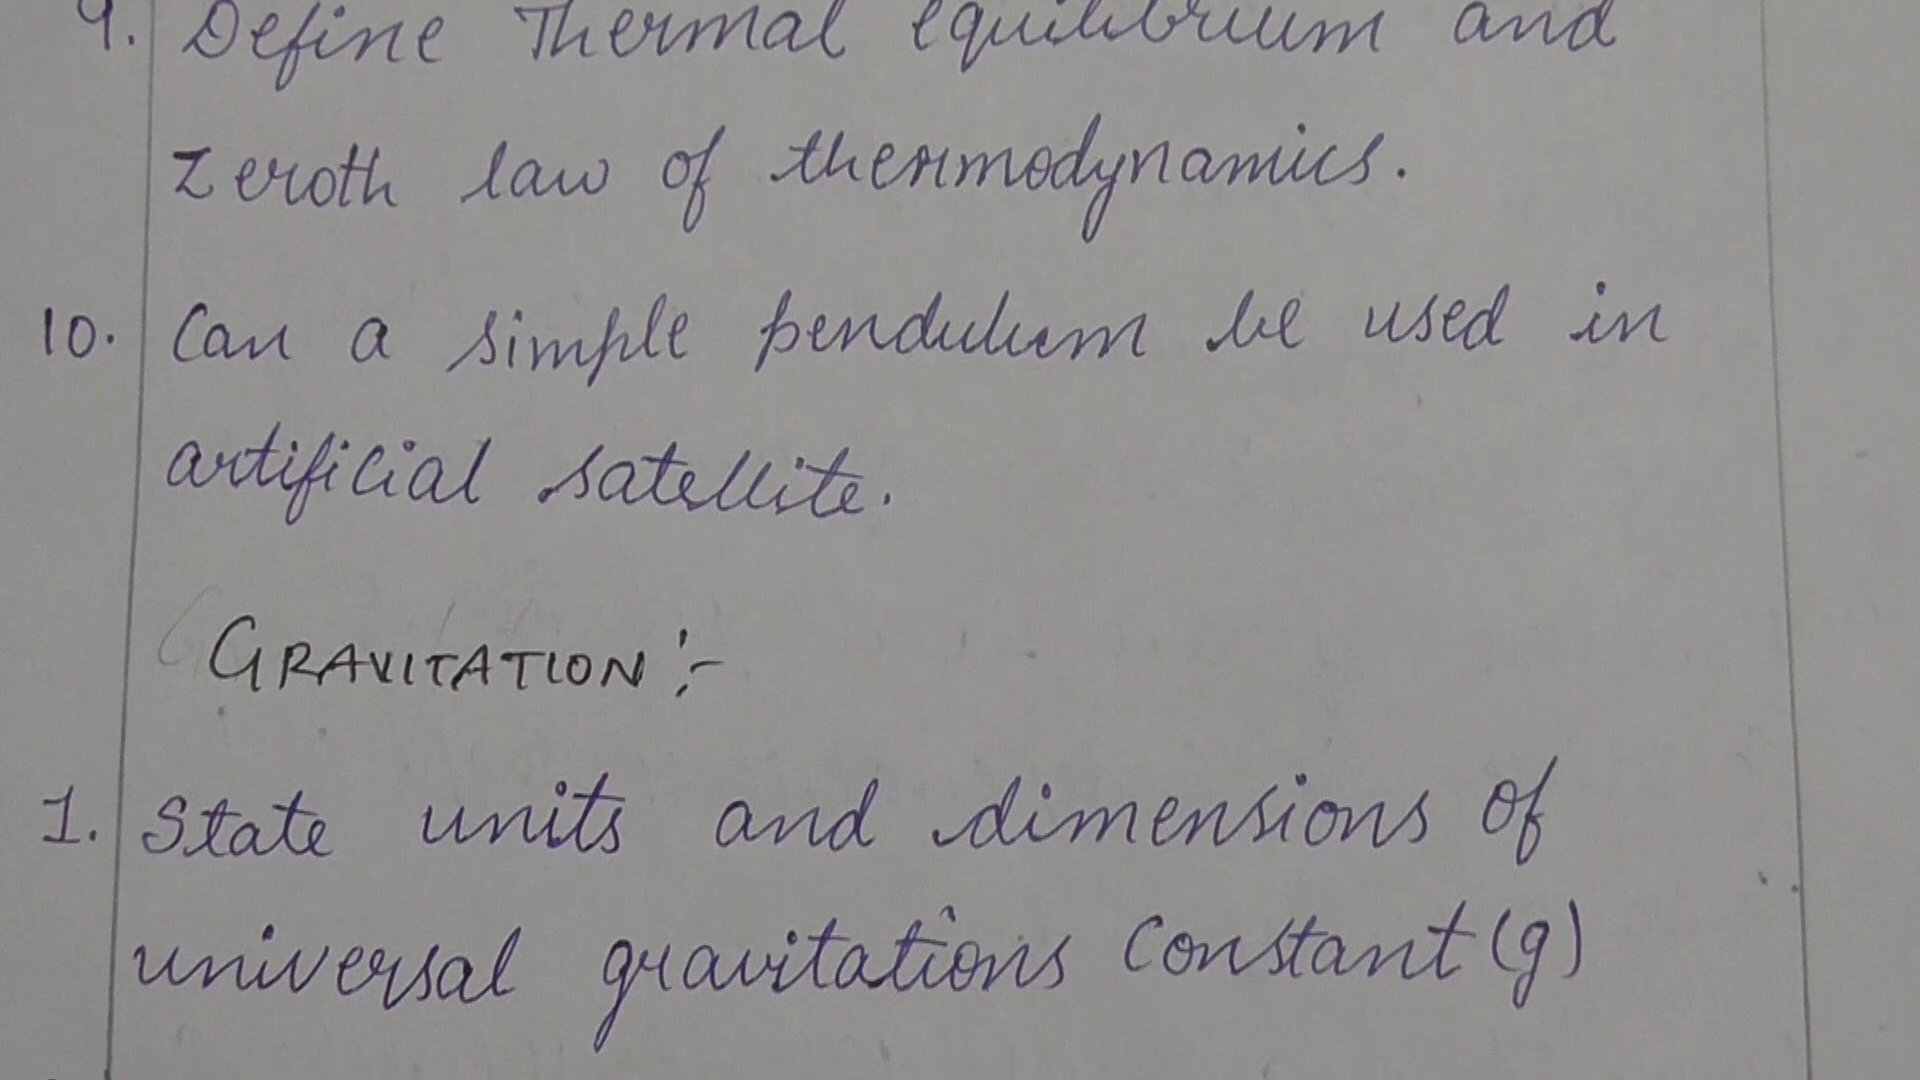 9. Define Thermal equilibrium and
Zeroth law of thermodynamics.
10. Can a simple pendulum be used in
artificial satellite.
GRAVITATION :-
1. State units and dimensions of
universal gravitations Constant (g)